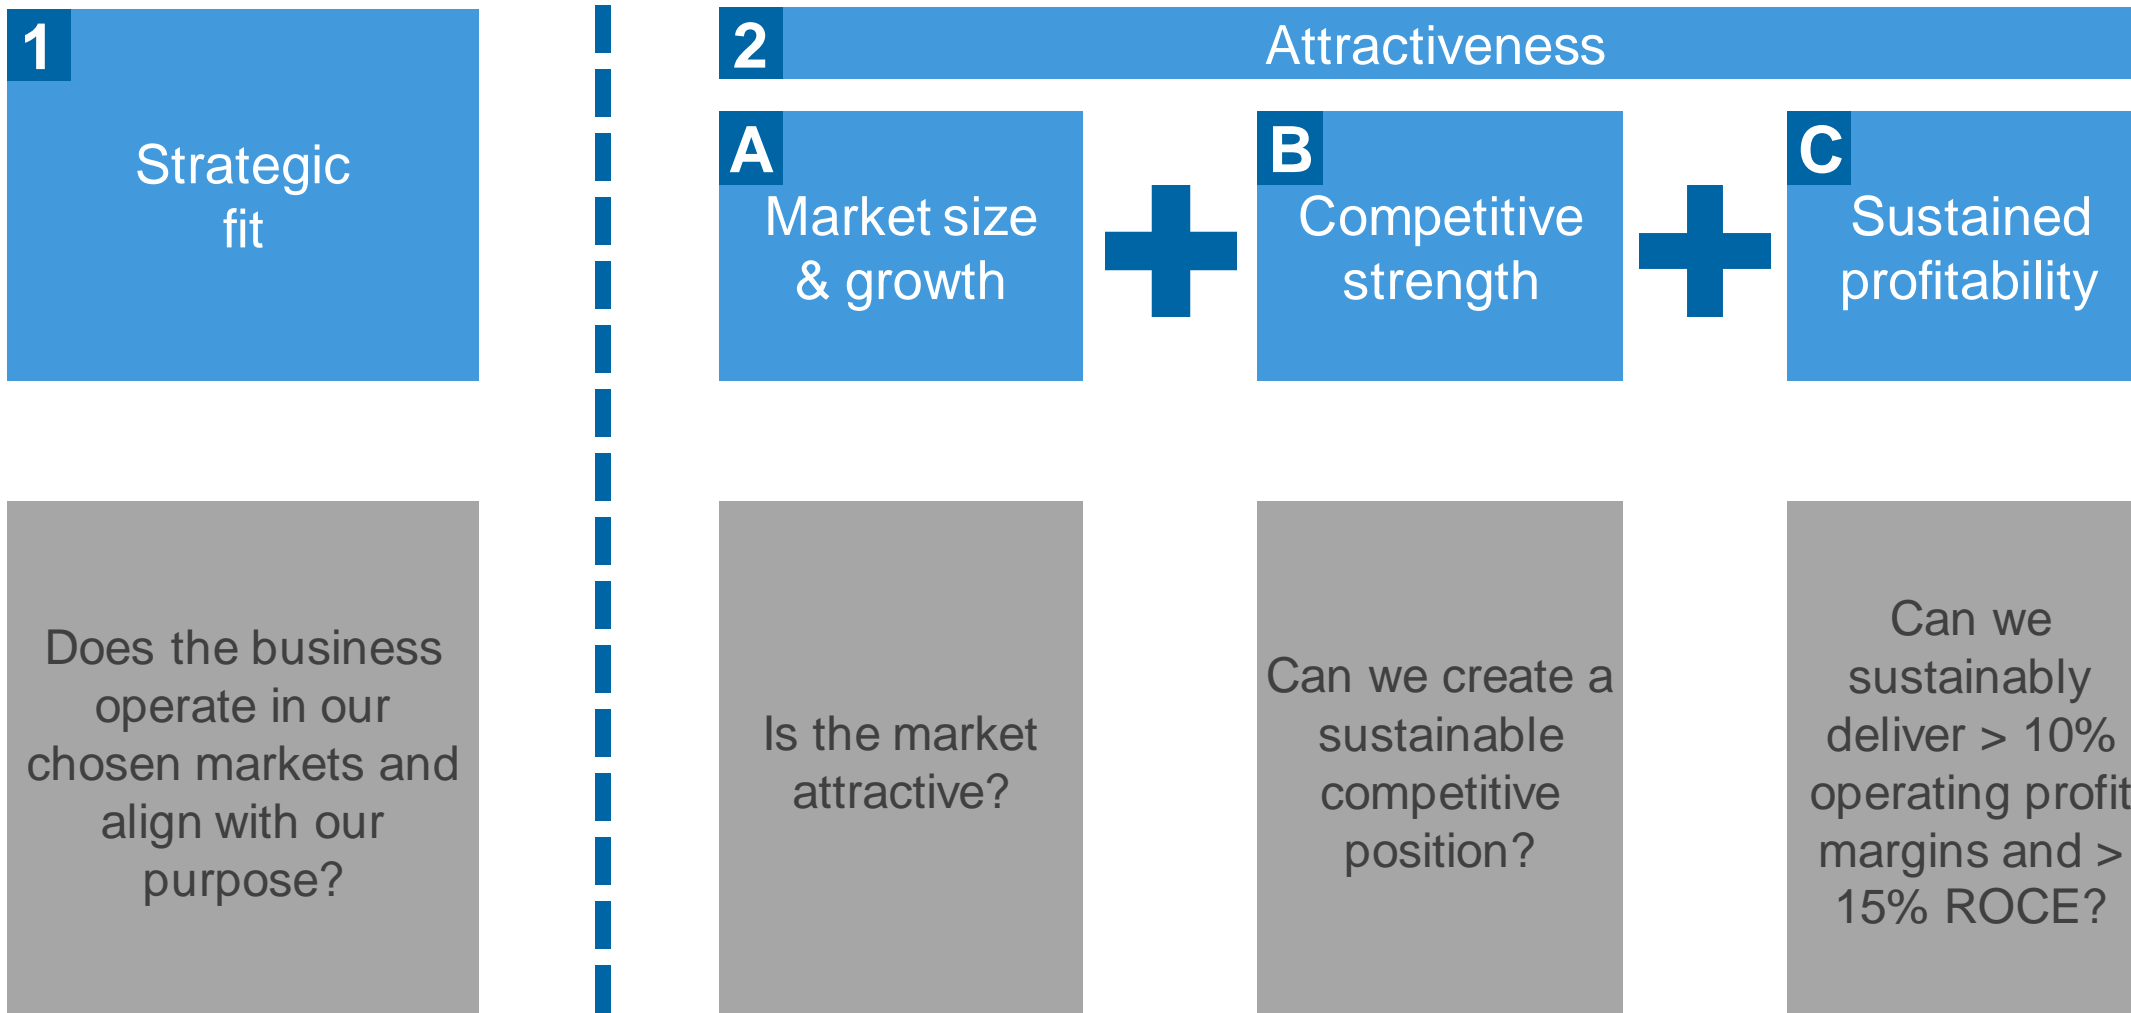 1
Strategic
fit
2
Attractiveness
A
Market size
& growth
B
Competitive
strength
C
Sustained
profitability
Does the business
operate in our
chosen markets and
align with our
purpose?
Is the market
attractive?
Can we create a
sustainable
competitive
position?
Can we
sustainably
deliver > 10%
operating profit
margins and >
15% ROCE?